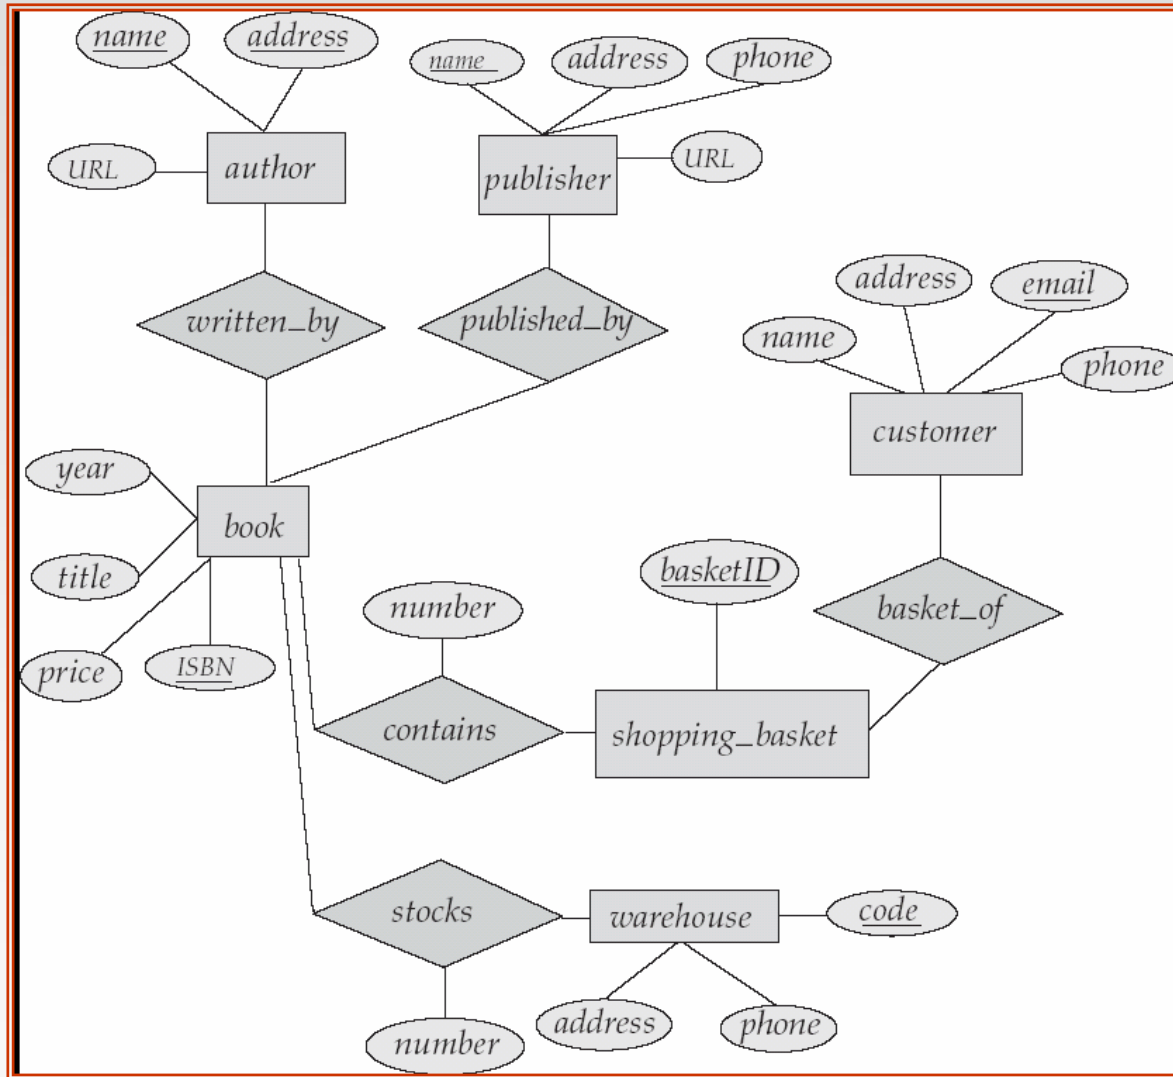 name
address
name
address
phone
URL
author
publisher
URL
written_by
published_by
address
email
name
phone
customer
year
book
title
basketID
number
basket_of
price
ISBN
contains
shopping_basket
stocks
warehouse
code
address
phone
number